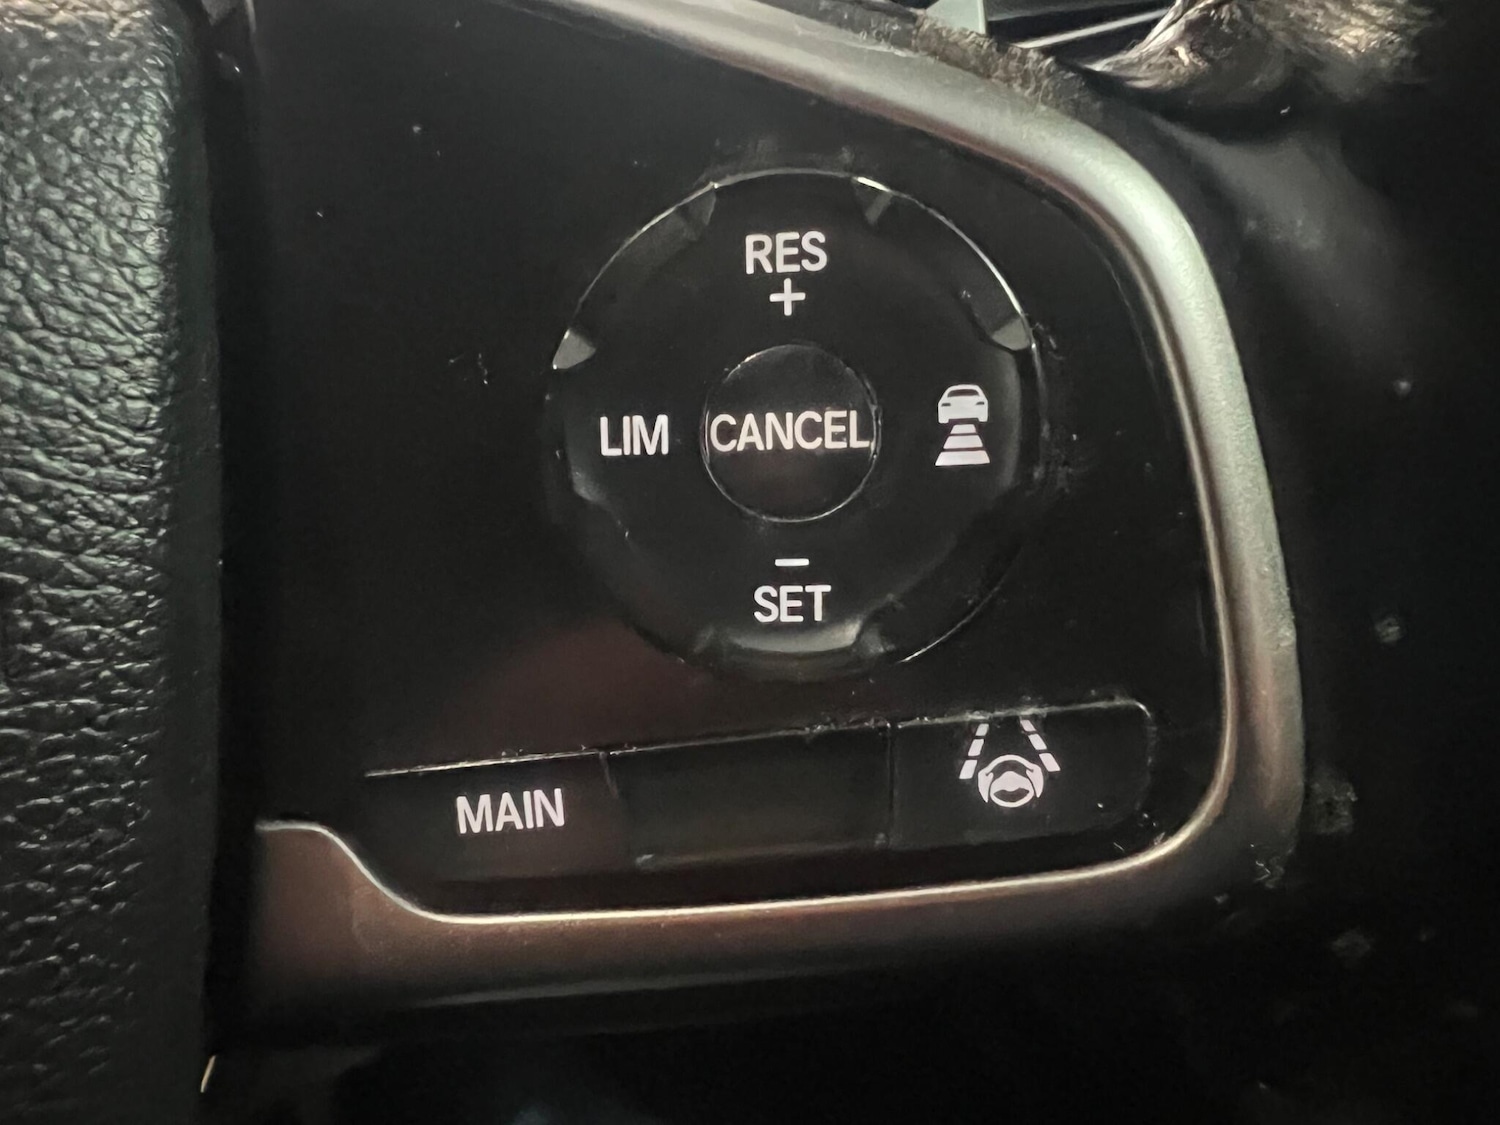 RES
+
LIM CANCEL
−
SET
MAIN